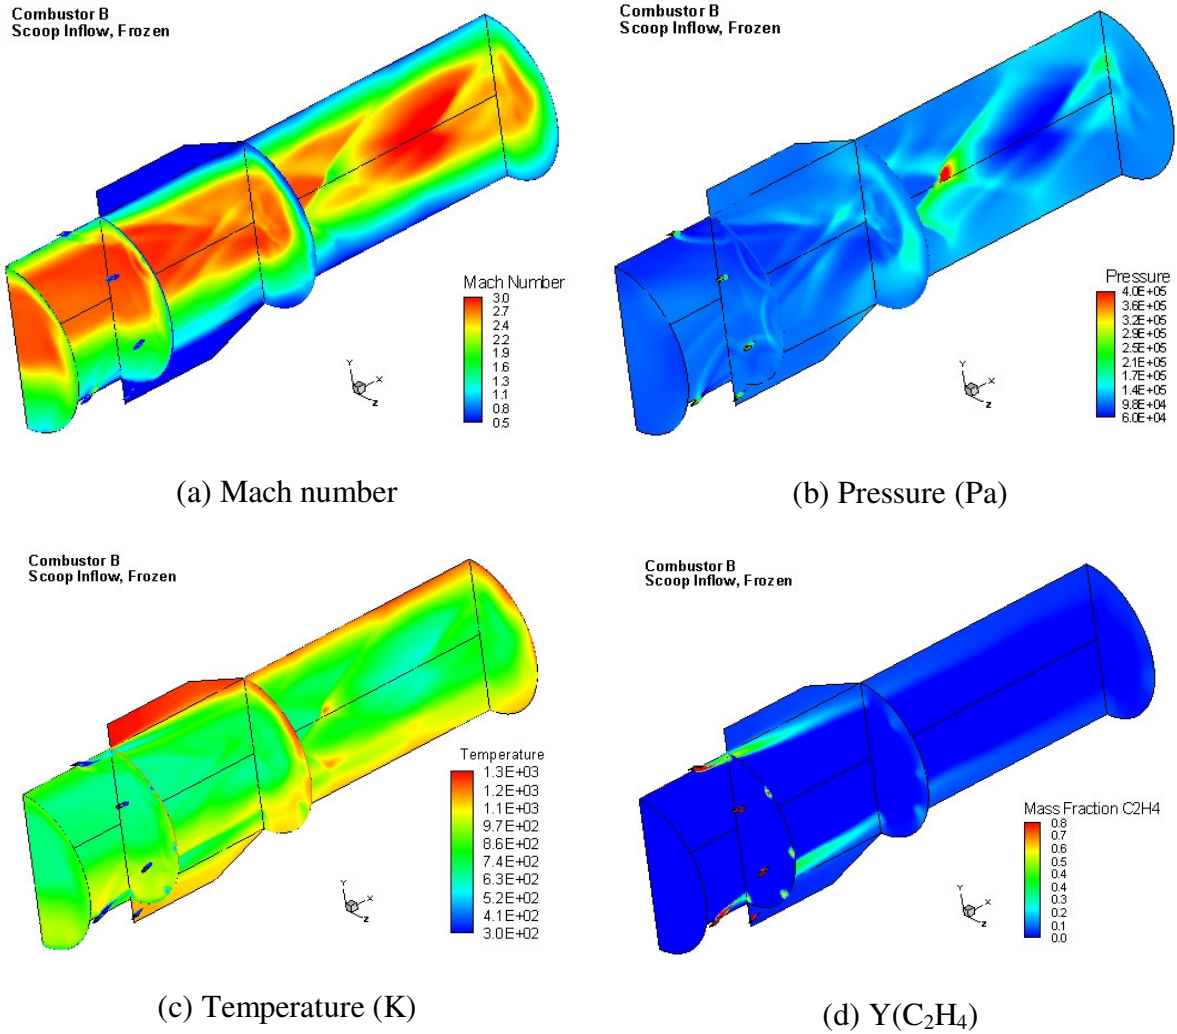 Combustor B
Scoop Inflow, Frozen
Mach Number
3.0
2.7
2.4
2.2
1.9
1.6
1.3
1.1
0.8
0.5
Y
X
Z
(a) Mach number
Combustor B
Scoop Inflow, Frozen
Pressure
4.0E+05
3.6E+05
3.2E+05
2.9E+05
2.5E+05
2.1E+05
1.7E+05
1.4E+05
9.8E+04
6.0E+04
Y
X
Z
(b) Pressure (Pa)
Combustor B
Scoop Inflow, Frozen
Temperature
1.3E+03
1.2E+03
1.1E+03
9.7E+02
8.6E+02
7.4E+02
6.3E+02
5.2E+02
4.1E+02
3.0E+02
Y
X
Z
(c) Temperature (K)
Combustor B
Scoop Inflow, Frozen
Mass Fraction C2H4
0.8
0.7
0.6
0.5
0.4
0.3
0.2
0.1
0.0
Y
X
Z
(d) Y(C₂H₄)